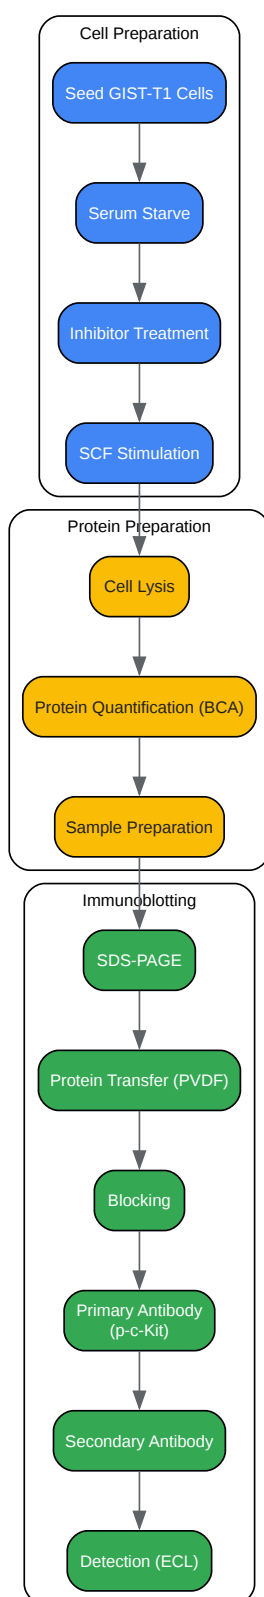 Cell Preparation
Seed GIST-T1 Cells
Serum Starve
Inhibitor Treatment
SCF Stimulation
Protein Preparation
Cell Lysis
Protein Quantification (BCA)
Sample Preparation
Immunoblotting
SDS-PAGE
Protein Transfer (PVDF)
Blocking
Primary Antibody
(p-c-Kit)
Secondary Antibody
Detection (ECL)